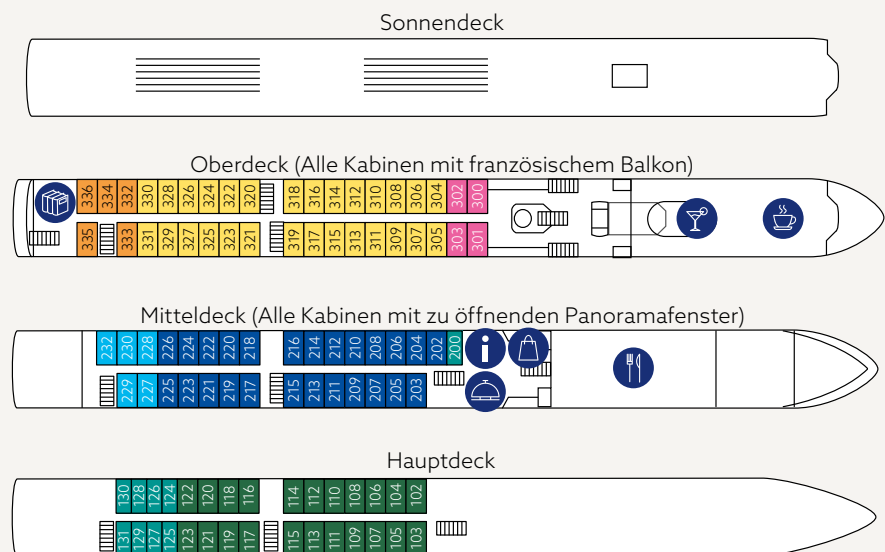 Sonnendeck
Oberdeck (Alle Kabinen mit französischem Balkon)
336 334 332 330 328 326 324 322 320 318 316 314 312 310 308 306 304 302 300
335 333 331 329 327 325 323 321 319 317 315 313 311 309 307 305 303 301
Mitteldeck (Alle Kabinen mit zu öffnenden Panoramafenster)
232 230 228 226 224 222 220 218 216 214 212 210 208 206 204 202 200
229 227 225 223 221 219 217 215 213 211 209 207 205 203
Hauptdeck
130 128 126 124 122 120 118 116 114 112 110 108 106 104 102
131 129 127 125 123 121 119 117 115 113 111 109 107 105 103